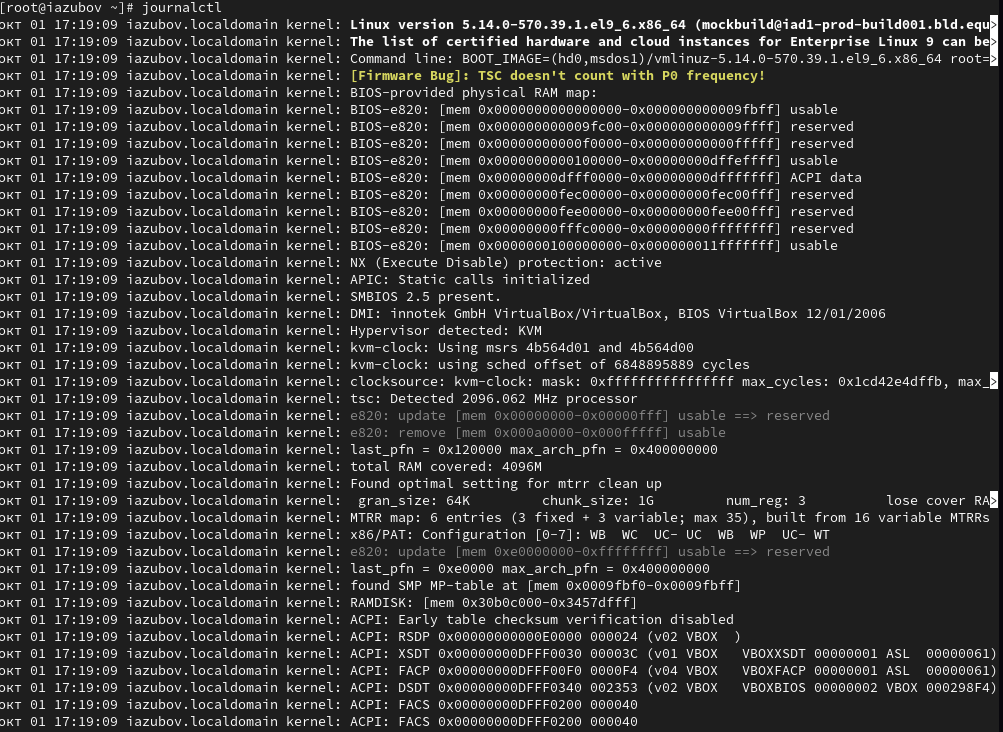 [root@iazubov ~]# journalctl
окт 01 17:19:09 iazubov.localdomain kernel: Linux version 5.14.0-570.39.1.el9_6.x86_64 (mockbuild@iad1-prod-build001.bld.equ>
окт 01 17:19:09 iazubov.localdomain kernel: The list of certified hardware and cloud instances for Enterprise Linux 9 can be>
окт 01 17:19:09 iazubov.localdomain kernel: Command line: BOOT_IMAGE=(hd0,msdos1)/vmlinuz-5.14.0-570.39.1.el9_6.x86_64 root=>
окт 01 17:19:09 iazubov.localdomain kernel: [Firmware Bug]: TSC doesn't count with P0 frequency!
окт 01 17:19:09 iazubov.localdomain kernel: BIOS-provided physical RAM map:
окт 01 17:19:09 iazubov.localdomain kernel: BIOS-e820: [mem 0x0000000000000000-0x000000000009fbff] usable
окт 01 17:19:09 iazubov.localdomain kernel: BIOS-e820: [mem 0x000000000009fc00-0x000000000009ffff] reserved
окт 01 17:19:09 iazubov.localdomain kernel: BIOS-e820: [mem 0x00000000000f0000-0x00000000000fffff] reserved
окт 01 17:19:09 iazubov.localdomain kernel: BIOS-e820: [mem 0x0000000000100000-0x00000000dffeffff] usable
окт 01 17:19:09 iazubov.localdomain kernel: BIOS-e820: [mem 0x00000000dfff0000-0x00000000dfffffff] ACPI data
окт 01 17:19:09 iazubov.localdomain kernel: BIOS-e820: [mem 0x00000000fec00000-0x00000000fec00fff] reserved
окт 01 17:19:09 iazubov.localdomain kernel: BIOS-e820: [mem 0x00000000fee00000-0x00000000fee00fff] reserved
окт 01 17:19:09 iazubov.localdomain kernel: BIOS-e820: [mem 0x00000000fffc0000-0x00000000ffffffff] reserved
окт 01 17:19:09 iazubov.localdomain kernel: BIOS-e820: [mem 0x0000000100000000-0x000000011fffffff] usable
окт 01 17:19:09 iazubov.localdomain kernel: NX (Execute Disable) protection: active
окт 01 17:19:09 iazubov.localdomain kernel: APIC: Static calls initialized
окт 01 17:19:09 iazubov.localdomain kernel: SMBIOS 2.5 present.
окт 01 17:19:09 iazubov.localdomain kernel: DMI: innotek GmbH VirtualBox/VirtualBox, BIOS VirtualBox 12/01/2006
окт 01 17:19:09 iazubov.localdomain kernel: Hypervisor detected: KVM
окт 01 17:19:09 iazubov.localdomain kernel: kvm-clock: Using msrs 4b564d01 and 4b564d00
окт 01 17:19:09 iazubov.localdomain kernel: kvm-clock: using sched offset of 6848895889 cycles
окт 01 17:19:09 iazubov.localdomain kernel: clocksource: kvm-clock: mask: 0xffffffffffffffff max_cycles: 0x1cd42e4dffb, max_>
окт 01 17:19:09 iazubov.localdomain kernel: tsc: Detected 2096.062 MHz processor
окт 01 17:19:09 iazubov.localdomain kernel: e820: update [mem 0x00000000-0x00000fff] usable ==> reserved
окт 01 17:19:09 iazubov.localdomain kernel: e820: remove [mem 0x000a0000-0x000fffff] usable
окт 01 17:19:09 iazubov.localdomain kernel: last_pfn = 0x120000 max_arch_pfn = 0x400000000
окт 01 17:19:09 iazubov.localdomain kernel: total RAM covered: 4096M
окт 01 17:19:09 iazubov.localdomain kernel: Found optimal setting for mtrr clean up
окт 01 17:19:09 iazubov.localdomain kernel:  gran_size: 64K         chunk_size: 1G         num_reg: 3          lose cover RA>
окт 01 17:19:09 iazubov.localdomain kernel: MTRR map: 6 entries (3 fixed + 3 variable; max 35), built from 16 variable MTRRs
окт 01 17:19:09 iazubov.localdomain kernel: x86/PAT: Configuration [0-7]: WB  WC  UC- UC  WB  WP  UC- WT
окт 01 17:19:09 iazubov.localdomain kernel: e820: update [mem 0xe0000000-0xffffffff] usable ==> reserved
окт 01 17:19:09 iazubov.localdomain kernel: last_pfn = 0xe0000 max_arch_pfn = 0x400000000
окт 01 17:19:09 iazubov.localdomain kernel: found SMP MP-table at [mem 0x0009fbf0-0x0009fbff]
окт 01 17:19:09 iazubov.localdomain kernel: RAMDISK: [mem 0x30b0c000-0x3457dfff]
окт 01 17:19:09 iazubov.localdomain kernel: ACPI: Early table checksum verification disabled
окт 01 17:19:09 iazubov.localdomain kernel: ACPI: RSDP 0x00000000000E0000 000024 (v02 VBOX  )
окт 01 17:19:09 iazubov.localdomain kernel: ACPI: XSDT 0x00000000DFFF0030 00003C (v01 VBOX   VBOXXSDT 00000001 ASL  00000061)
окт 01 17:19:09 iazubov.localdomain kernel: ACPI: FACP 0x00000000DFFF00F0 0000F4 (v04 VBOX   VBOXFACP 00000001 ASL  00000061)
окт 01 17:19:09 iazubov.localdomain kernel: ACPI: DSDT 0x00000000DFFF0340 002353 (v02 VBOX   VBOXBIOS 00000002 VBOX 000298F4)
окт 01 17:19:09 iazubov.localdomain kernel: ACPI: FACS 0x00000000DFFF0200 000040
окт 01 17:19:09 iazubov.localdomain kernel: ACPI: FACS 0x00000000DFFF0200 000040